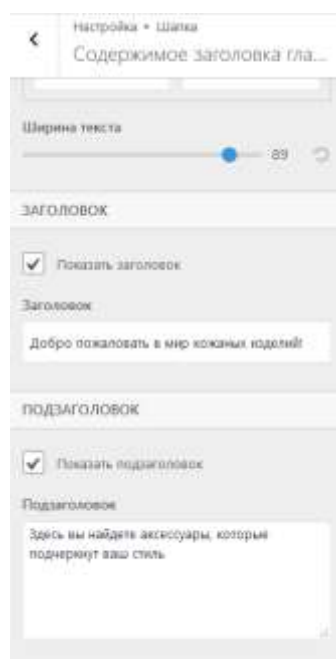 Настройка • Шапка
Содержимое заголовка гла...
Ширина текста
89
ЗАГОЛОВОК
Показать заголовок
Заголовок
Добро пожаловать в мир кожаных изделий!
ПОДЗАГОЛОВОК
Показать подзаголовок
Подзаголовок
Здесь вы найдете аксессуары, которые
подчеркнут ваш стиль